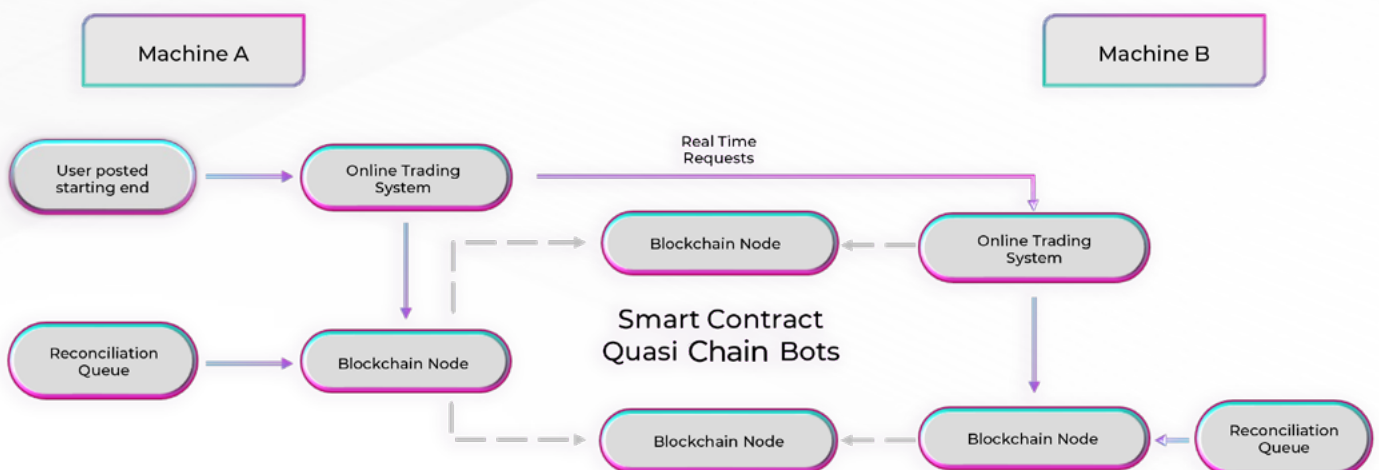 Machine A
Machine B
Real Time
Requests
User posted
starting end
Online Trading
System
Blockchain Node
Online Trading
System
Smart Contract
Quasi Chain Bots
Reconciliation
Queue
Blockchain Node
Blockchain Node
Blockchain Node
Reconciliation
Queue